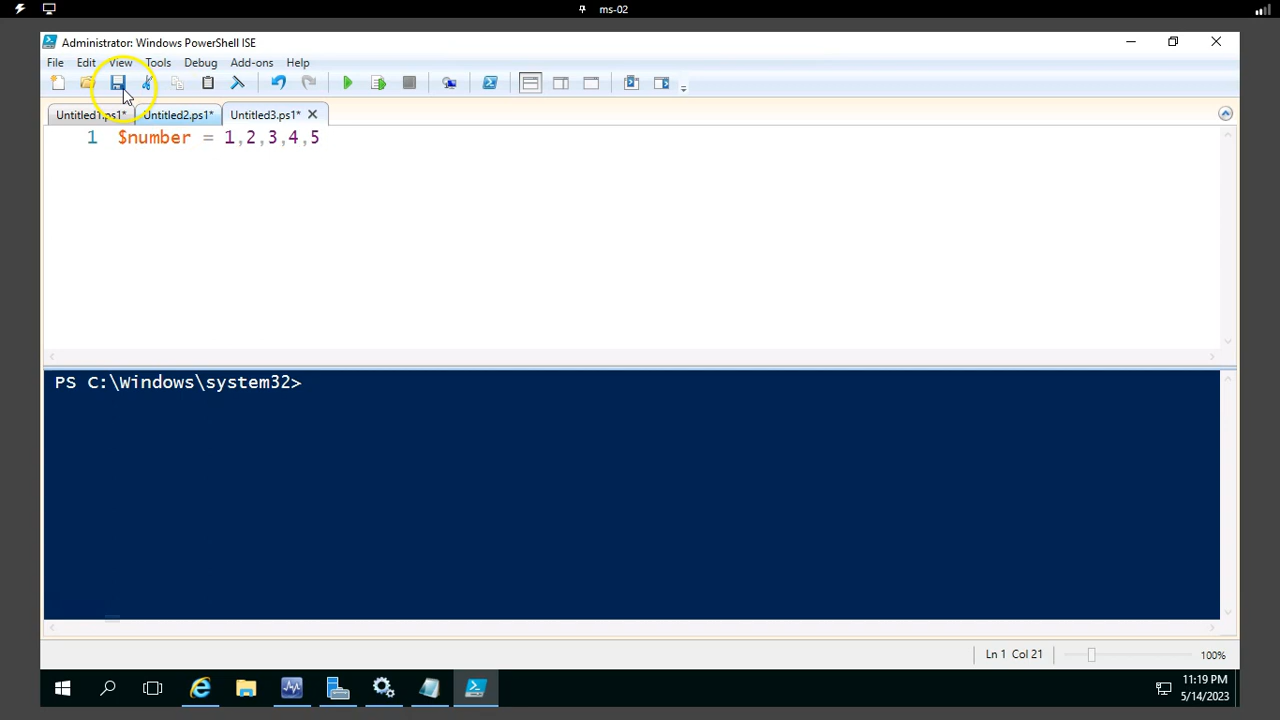 ms-02
Administrator: Windows PowerShell ISE
File Edit View Tools Debug Add-ons Help
Untitled1.ps1* Untitled2.ps1* Untitled3.ps1*
1 $number = 1,2,3,4,5
PS C:\Windows\system32>
Ln 1 Col 21 100%
11:19 PM
5/14/2023